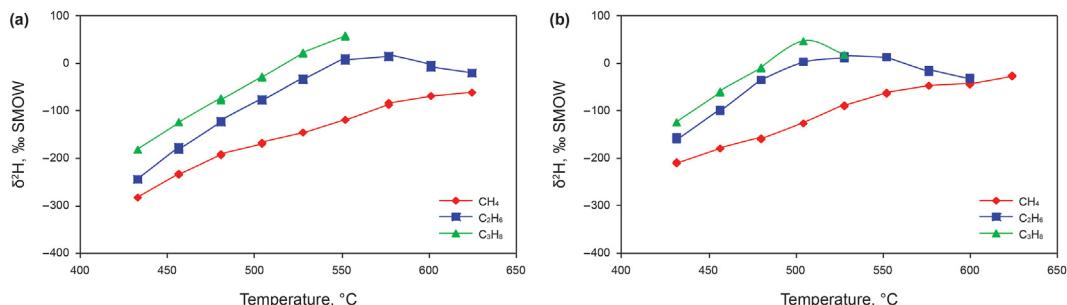 (a)
100
0
−100
−200
−300
−400
δ²H, ‰ SMOW
400 450 500 550 600 650
Temperature, °C
CH₄
C₂H₆
C₃H₈
(b)
100
0
−100
−200
−300
−400
δ²H, ‰ SMOW
400 450 500 550 600 650
Temperature, °C
CH₄
C₂H₆
C₃H₈